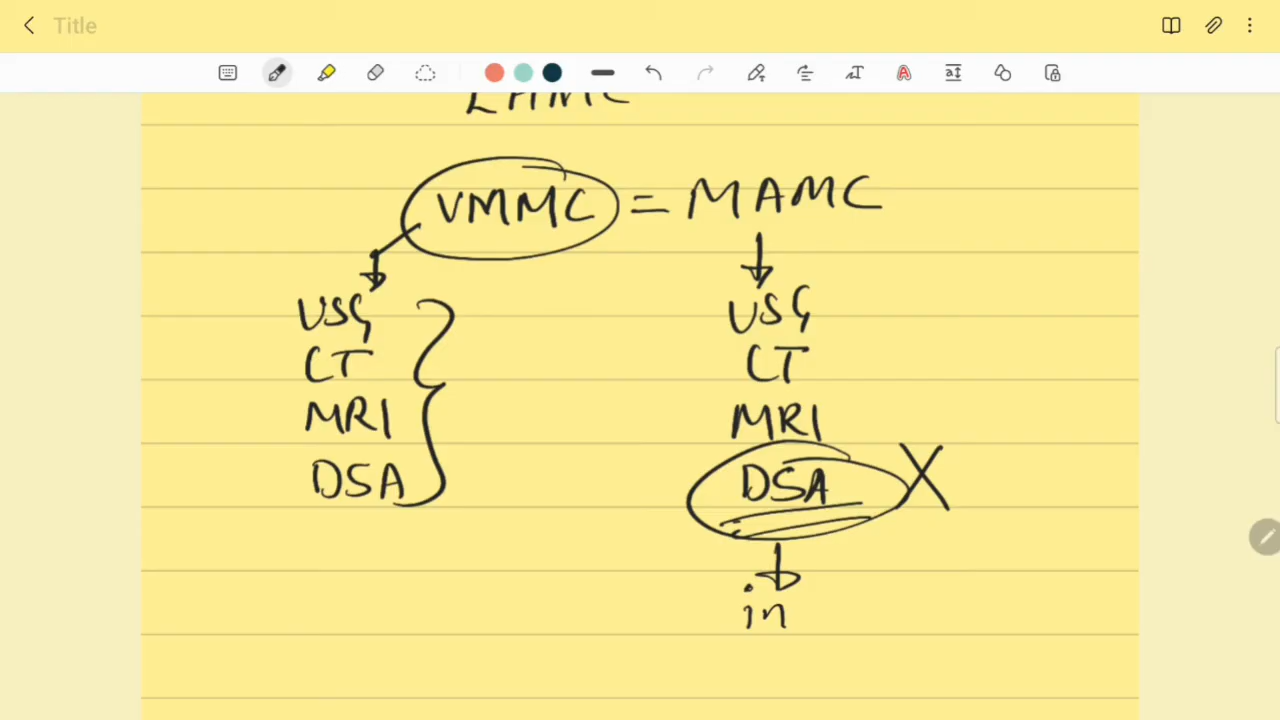 Title
VMMC = MAMC
USG USG
CT CT
MRI MRI
DSA DSA X
in